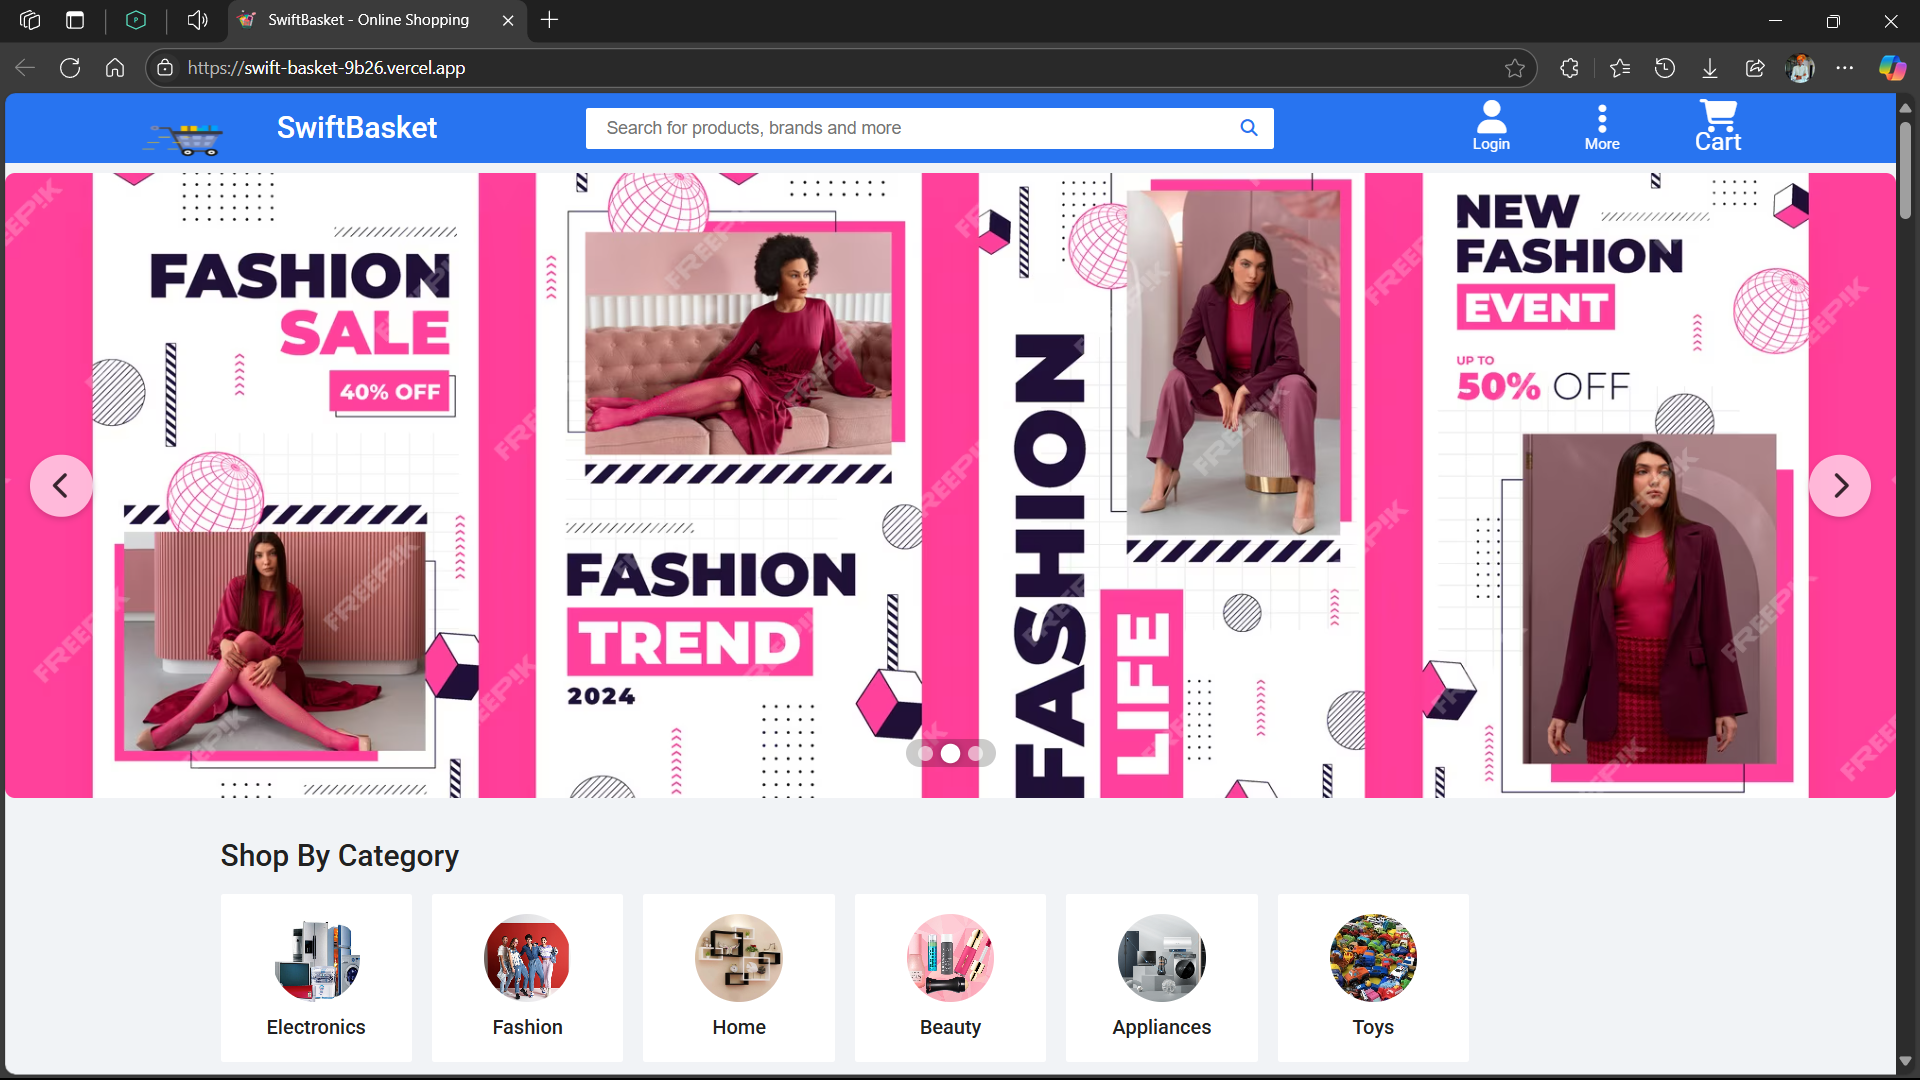 SwiftBasket - Online Shopping
https://swift-basket-9b26.vercel.app
SwiftBasket
Search for products, brands and more
Login
More
Cart
FASHION
SALE
40% OFF
FASHION
TREND
2024
FASHION
LIFE
NEW
FASHION
EVENT
UP TO
50% OFF
FREEPIK
Shop By Category
Electronics
Fashion
Home
Beauty
Appliances
Toys